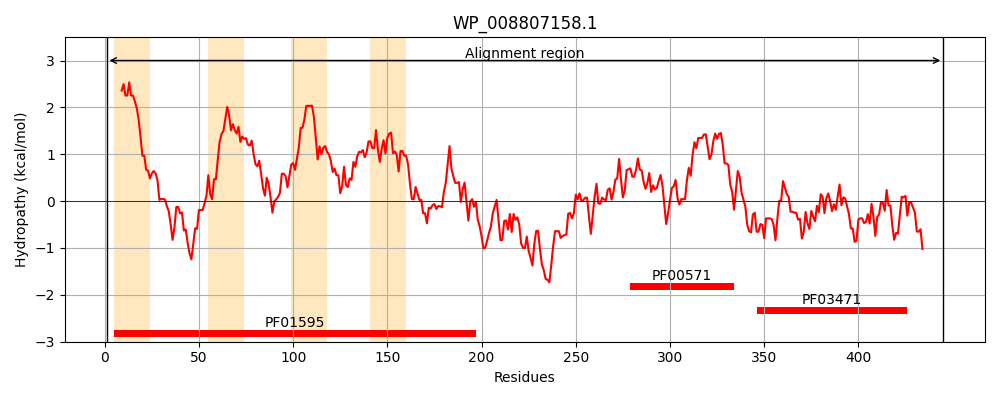 WP_008807158.1
Alignment region
3
2
1
0
−1
−2
−3
Hydropathy (kcal/mol)
PF00571
PF03471
PF01595
0 50 100 150 200 250 300 350 400
Residues